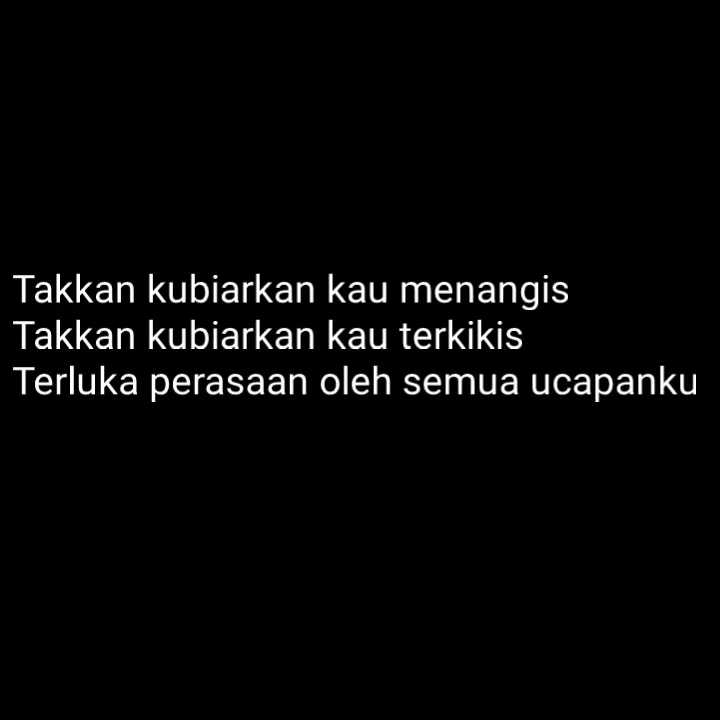 Takkan kubiarkan kau menangis
Takkan kubiarkan kau terkikis
Terluka perasaan oleh semua ucapanku